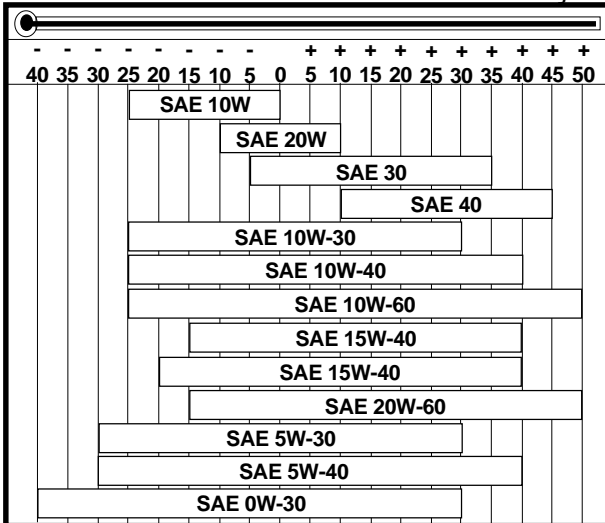 - - - - - - - - + + + + + + + + + +
40 35 30 25 20 15 10 5 0 5 10 15 20 25 30 35 40 45 50
SAE 10W
SAE 20W
SAE 30
SAE 40
SAE 10W-30
SAE 10W-40
SAE 10W-60
SAE 15W-40
SAE 15W-40
SAE 20W-60
SAE 5W-30
SAE 5W-40
SAE 0W-30